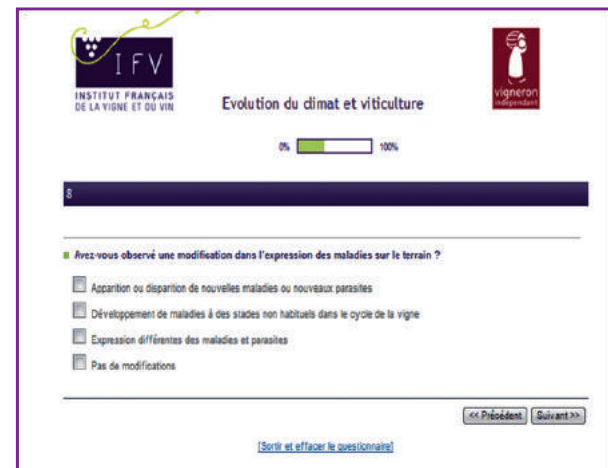 IFV
INSTITUT FRANÇAIS
DE LA VIGNE ET DU VIN
vigneron
indépendant
Evolution du climat et viticulture
0% 100%
8
Avez-vous observé une modification dans l'expression des maladies sur le terrain ?
Apparition ou disparition de nouvelles maladies ou nouveaux parasites
Développement de maladies à des stades non habituels dans le cycle de la vigne
Expression différentes des maladies et parasites
Pas de modifications
<< Précédent Suivant >>
[Sortir et effacer le questionnaire]